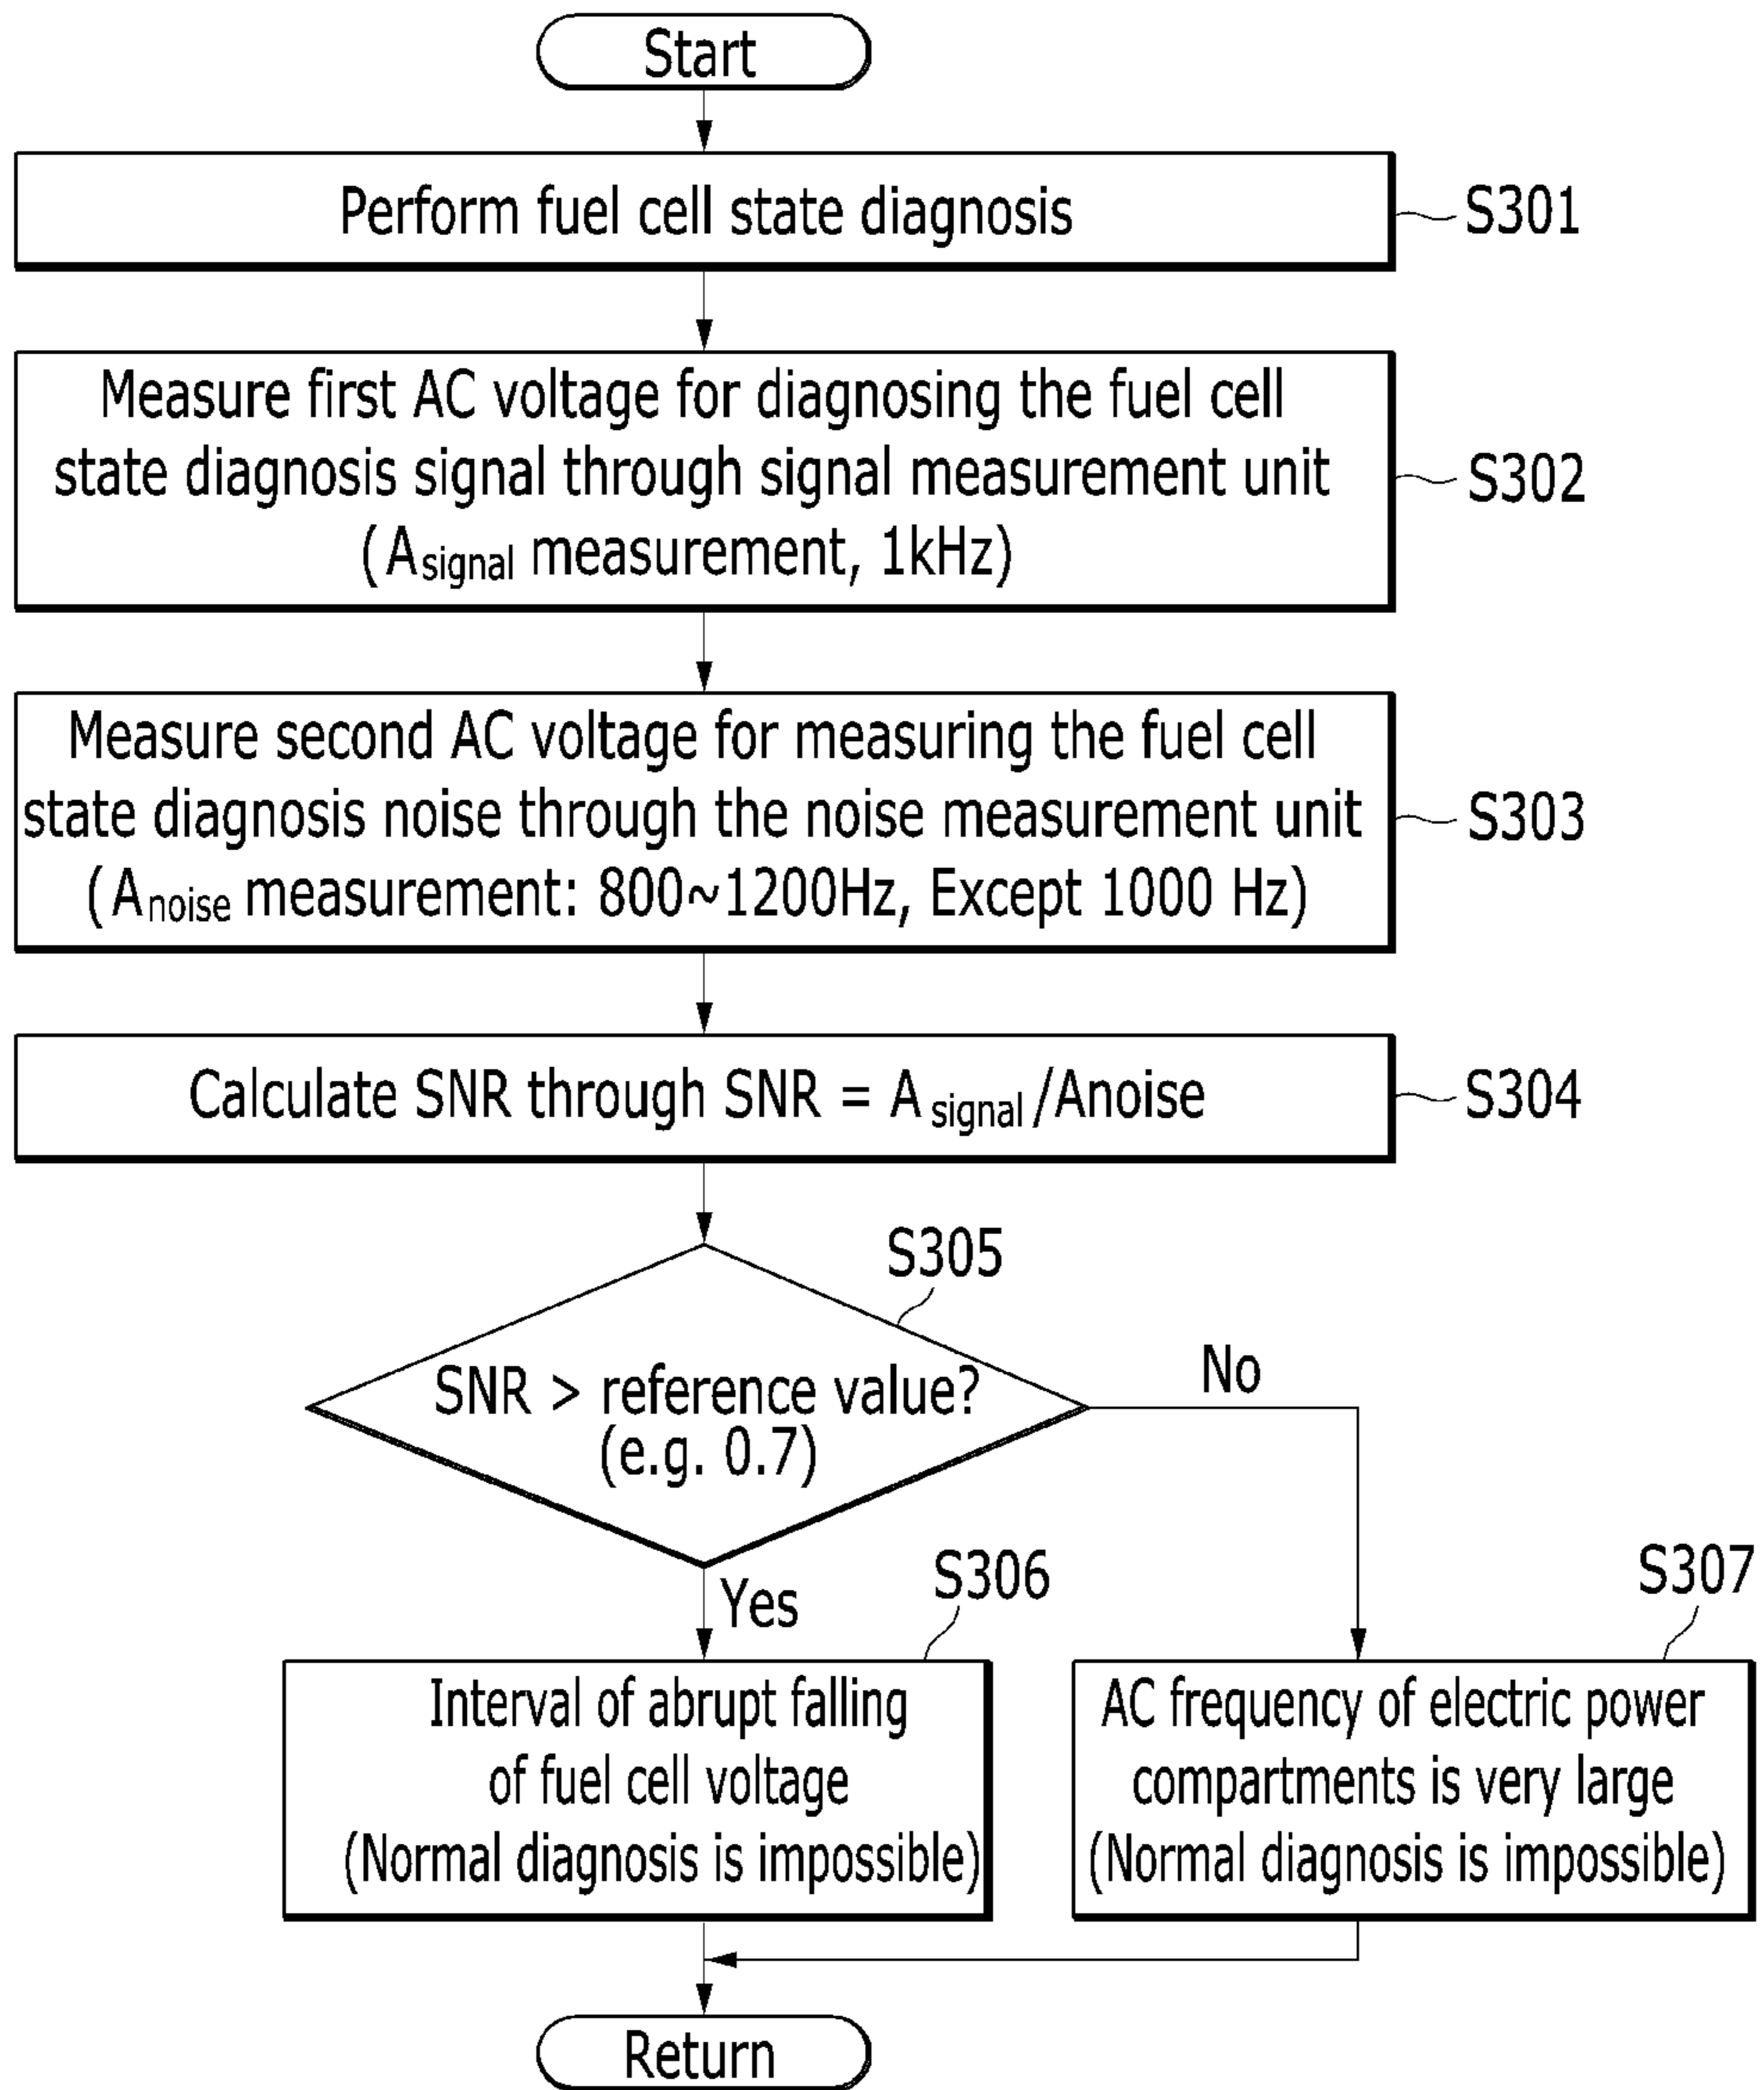 Start
Perform fuel cell state diagnosis
S301
Measure first AC voltage for diagnosing the fuel cell
state diagnosis signal through signal measurement unit
(Asignal measurement, 1kHz)
S302
Measure second AC voltage for measuring the fuel cell
state diagnosis noise through the noise measurement unit
(Anoise measurement: 800~1200Hz, Except 1000 Hz)
S303
Calculate SNR through SNR = Asignal/Anoise
S304
S305
SNR > reference value?
(e.g. 0.7)
No
Yes
S306
Interval of abrupt falling
of fuel cell voltage
(Normal diagnosis is impossible)
S307
AC frequency of electric power
compartments is very large
(Normal diagnosis is impossible)
Return